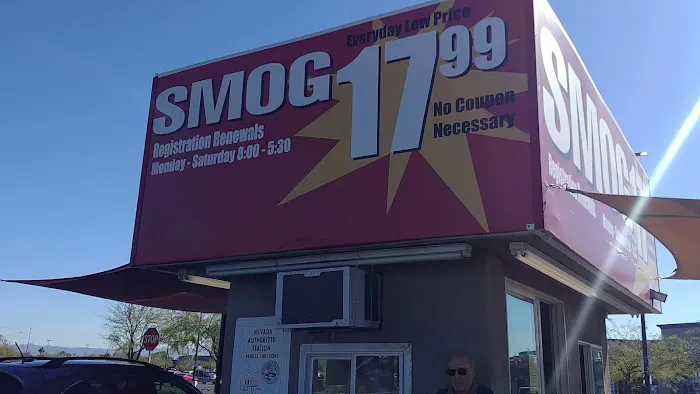 Everyday Low Price
SMOG 17 99
Registration Renewals
Monday - Saturday 8:00 - 5:30
No Coupon
Necessary
SMOG
STOP
NEVADA
AUTHORIZED
STATION